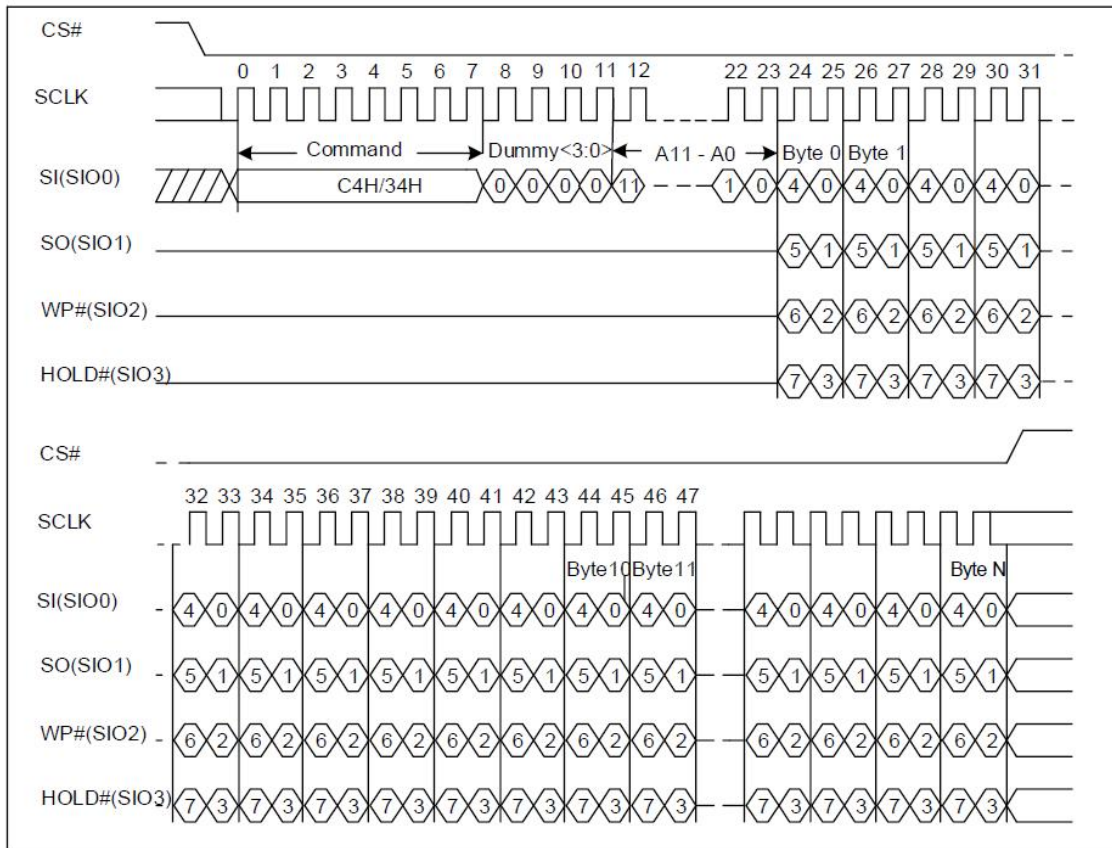 CS#
0 1 2 3 4 5 6 7 8 9 10 11 12 22 23 24 25 26 27 28 29 30 31
SCLK
Command Dummy<3:0> A11 - A0 Byte 0 Byte 1
SI(SIO0) C4H/34H 0 0 0 0 11 1 0 4 0 4 0 4 0 4 0
SO(SIO1) 5 1 5 1 5 1 5 1
WP#(SIO2) 6 2 6 2 6 2 6 2
HOLD#(SIO3) 7 3 7 3 7 3 7 3
CS#
32 33 34 35 36 37 38 39 40 41 42 43 44 45 46 47
SCLK
Byte10 Byte11 Byte N
SI(SIO0) 4 0 4 0 4 0 4 0 4 0 4 0 4 0 4 0 4 0 4 0 4 0 4 0
SO(SIO1) 5 1 5 1 5 1 5 1 5 1 5 1 5 1 5 1 5 1 5 1 5 1 5 1
WP#(SIO2) 6 2 6 2 6 2 6 2 6 2 6 2 6 2 6 2 6 2 6 2 6 2 6 2
HOLD#(SIO3) 7 3 7 3 7 3 7 3 7 3 7 3 7 3 7 3 7 3 7 3 7 3 7 3